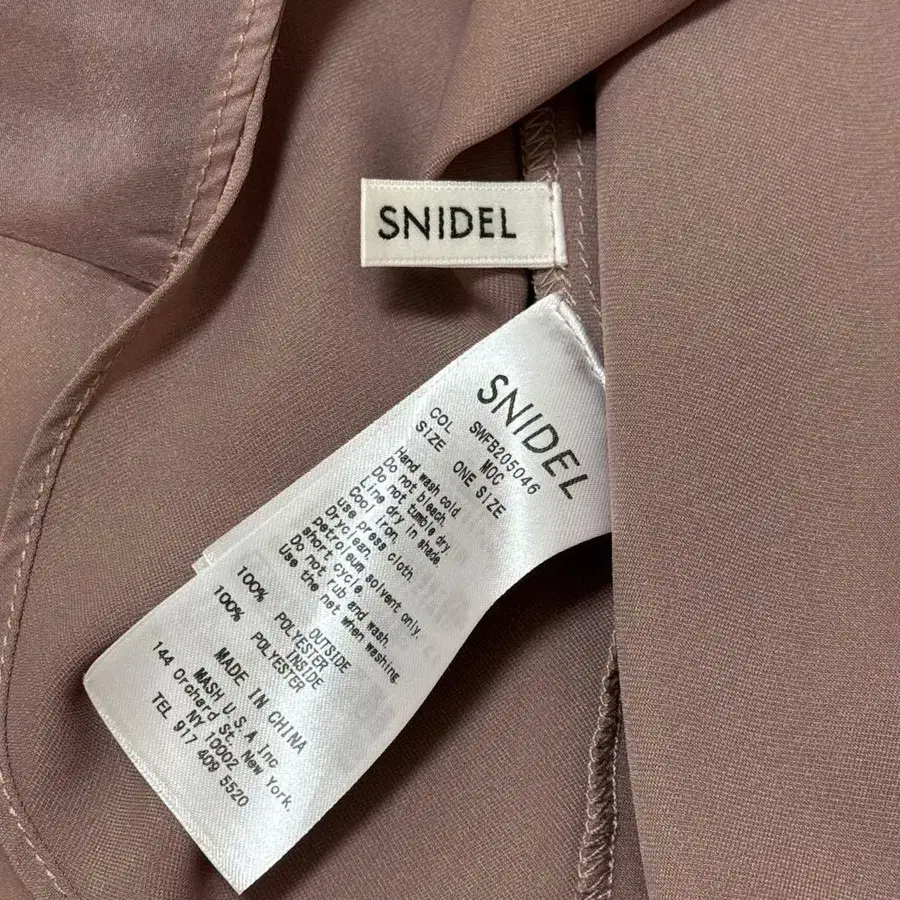 SNIDEL
SNIDEL
SWFB205046
COL MOC
SIZE ONE SIZE
Hand wash cold.
Do not bleach.
Do not tumble dry.
Line dry in shade.
Cool iron,
use press cloth.
Dryclean,
petroleum solvent only.
short cycle.
Do not rub and wash.
Use the net when washing.
OUTSIDE
100% POLYESTER
INSIDE
100% POLYESTER
MADE IN CHINA
MASH U.S.A Inc
144 Orchard St. New York.
NY 10002
TEL 917 409 5520